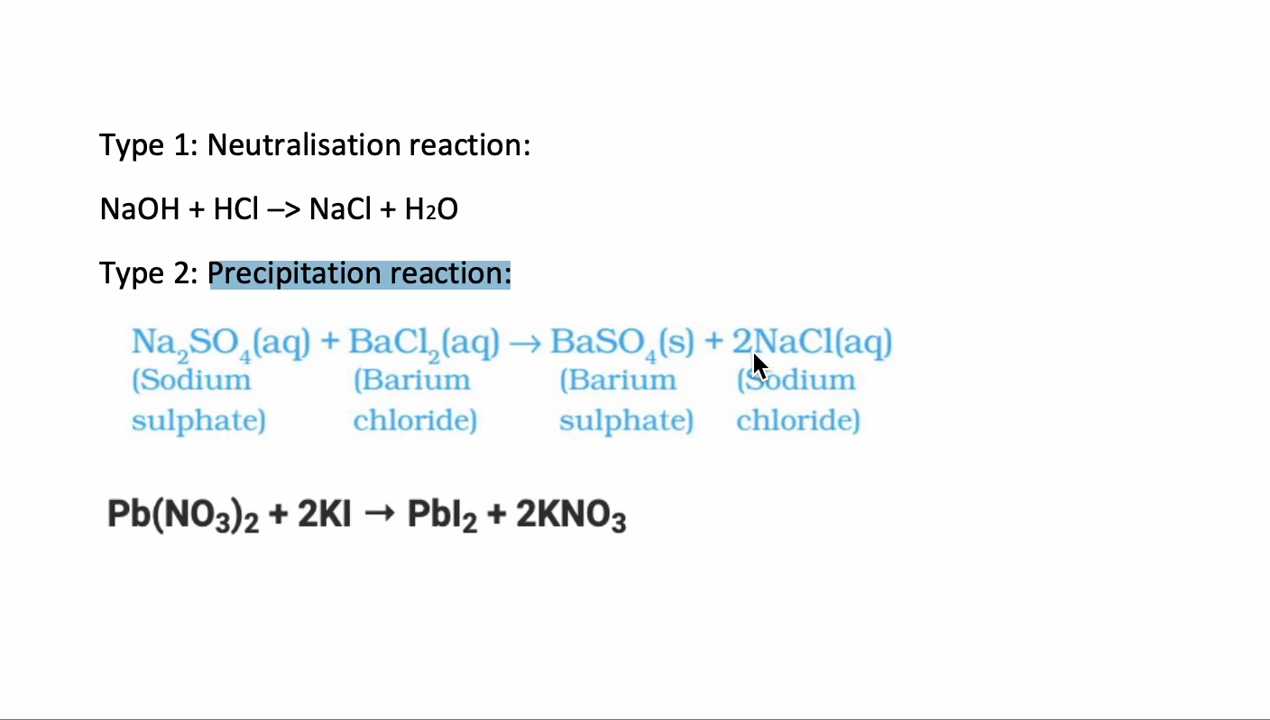 Type 1: Neutralisation reaction:
NaOH + HCl –> NaCl + H2O
Type 2: Precipitation reaction:
Na₂SO₄(aq) + BaCl₂(aq) → BaSO₄(s) + 2NaCl(aq)
(Sodium (Barium (Barium (Sodium
sulphate) chloride) sulphate) chloride)
Pb(NO₃)₂ + 2KI → PbI₂ + 2KNO₃